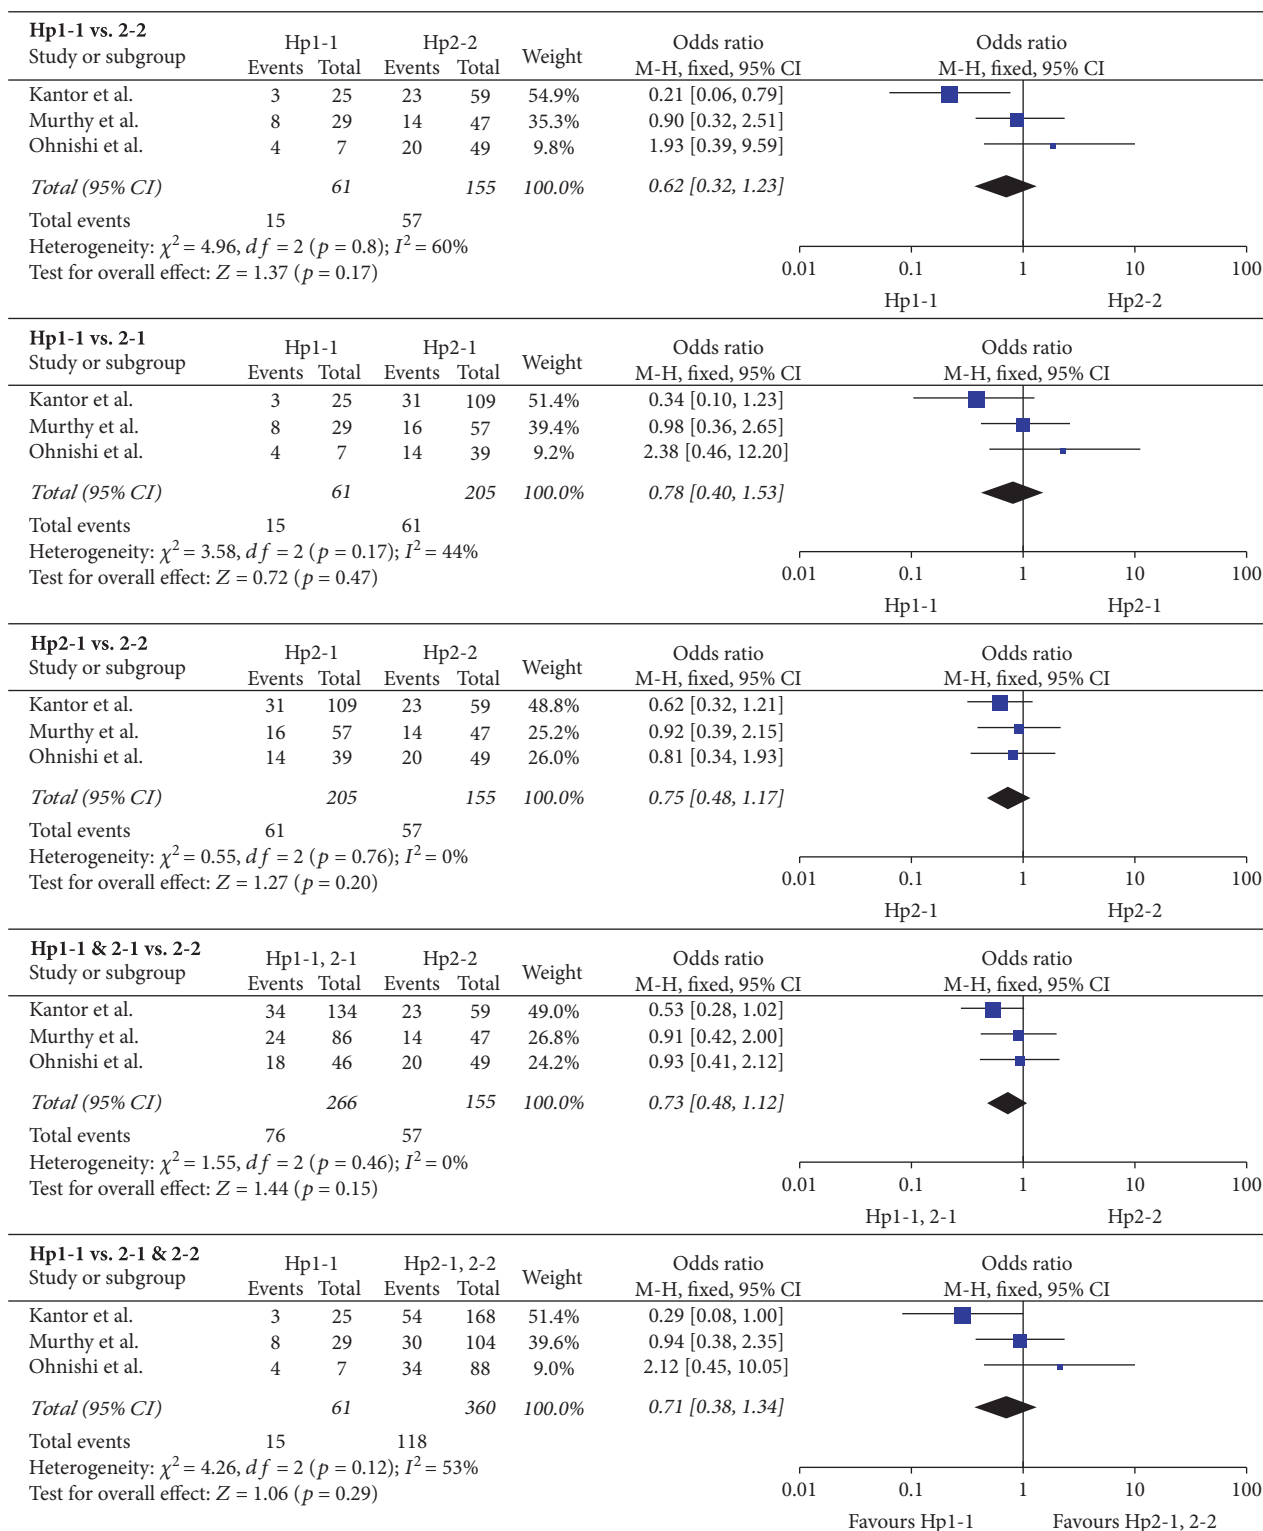 Hp1-1 vs. 2-2
Study or subgroup Hp1-1 Hp2-2 Weight Odds ratio Odds ratio
Events Total Events Total M-H, fixed, 95% CI M-H, fixed, 95% CI
Kantor et al. 3 25 23 59 54.9% 0.21 [0.06, 0.79]
Murthy et al. 8 29 14 47 35.3% 0.90 [0.32, 2.51]
Ohnishi et al. 4 7 20 49 9.8% 1.93 [0.39, 9.59]
Total (95% CI) 61 155 100.0% 0.62 [0.32, 1.23]
Total events 15 57
Heterogeneity: χ² = 4.96, df = 2 (p = 0.8); I² = 60%
Test for overall effect: Z = 1.37 (p = 0.17)
0.01 0.1 1 10 100
Hp1-1 Hp2-2
Hp1-1 vs. 2-1
Study or subgroup Hp1-1 Hp2-1 Weight Odds ratio Odds ratio
Events Total Events Total M-H, fixed, 95% CI M-H, fixed, 95% CI
Kantor et al. 3 25 31 109 51.4% 0.34 [0.10, 1.23]
Murthy et al. 8 29 16 57 39.4% 0.98 [0.36, 2.65]
Ohnishi et al. 4 7 14 39 9.2% 2.38 [0.46, 12.20]
Total (95% CI) 61 205 100.0% 0.78 [0.40, 1.53]
Total events 15 61
Heterogeneity: χ² = 3.58, df = 2 (p = 0.17); I² = 44%
Test for overall effect: Z = 0.72 (p = 0.47)
0.01 0.1 1 10 100
Hp1-1 Hp2-1
Hp2-1 vs. 2-2
Study or subgroup Hp2-1 Hp2-2 Weight Odds ratio Odds ratio
Events Total Events Total M-H, fixed, 95% CI M-H, fixed, 95% CI
Kantor et al. 31 109 23 59 48.8% 0.62 [0.32, 1.21]
Murthy et al. 16 57 14 47 25.2% 0.92 [0.39, 2.15]
Ohnishi et al. 14 39 20 49 26.0% 0.81 [0.34, 1.93]
Total (95% CI) 205 155 100.0% 0.75 [0.48, 1.17]
Total events 61 57
Heterogeneity: χ² = 0.55, df = 2 (p = 0.76); I² = 0%
Test for overall effect: Z = 1.27 (p = 0.20)
0.01 0.1 1 10 100
Hp2-1 Hp2-2
Hp1-1 & 2-1 vs. 2-2
Study or subgroup Hp1-1, 2-1 Hp2-2 Weight Odds ratio Odds ratio
Events Total Events Total M-H, fixed, 95% CI M-H, fixed, 95% CI
Kantor et al. 34 134 23 59 49.0% 0.53 [0.28, 1.02]
Murthy et al. 24 86 14 47 26.8% 0.91 [0.42, 2.00]
Ohnishi et al. 18 46 20 49 24.2% 0.93 [0.41, 2.12]
Total (95% CI) 266 155 100.0% 0.73 [0.48, 1.12]
Total events 76 57
Heterogeneity: χ² = 1.55, df = 2 (p = 0.46); I² = 0%
Test for overall effect: Z = 1.44 (p = 0.15)
0.01 0.1 1 10 100
Hp1-1, 2-1 Hp2-2
Hp1-1 vs. 2-1 & 2-2
Study or subgroup Hp1-1 Hp2-1, 2-2 Weight Odds ratio Odds ratio
Events Total Events Total M-H, fixed, 95% CI M-H, fixed, 95% CI
Kantor et al. 3 25 54 168 51.4% 0.29 [0.08, 1.00]
Murthy et al. 8 29 30 104 39.6% 0.94 [0.38, 2.35]
Ohnishi et al. 4 7 34 88 9.0% 2.12 [0.45, 10.05]
Total (95% CI) 61 360 100.0% 0.71 [0.38, 1.34]
Total events 15 118
Heterogeneity: χ² = 4.26, df = 2 (p = 0.12); I² = 53%
Test for overall effect: Z = 1.06 (p = 0.29)
0.01 0.1 1 10 100
Favours Hp1-1 Favours Hp2-1, 2-2